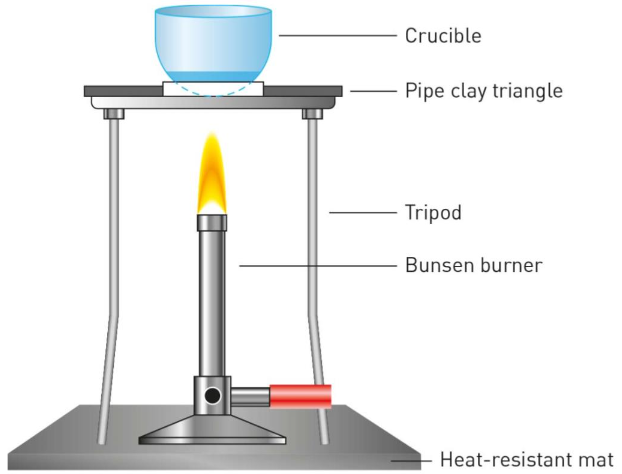 Crucible
Pipe clay triangle
Tripod
Bunsen burner
Heat-resistant mat